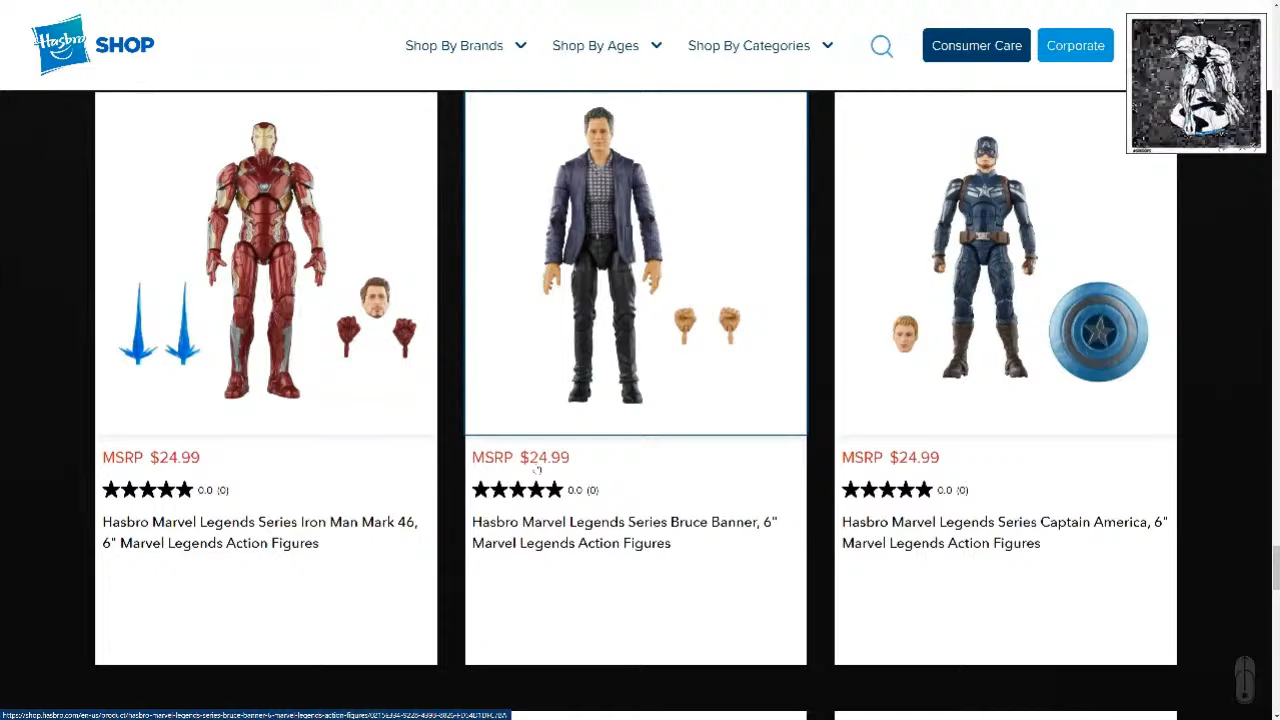 Hasbro SHOP
Shop By Brands
Shop By Ages
Shop By Categories
Consumer Care
Corporate
MSRP $24.99
0.0 (0)
Hasbro Marvel Legends Series Iron Man Mark 46,
6" Marvel Legends Action Figures
MSRP $24.99
0.0 (0)
Hasbro Marvel Legends Series Bruce Banner, 6"
Marvel Legends Action Figures
MSRP $24.99
0.0 (0)
Hasbro Marvel Legends Series Captain America, 6"
Marvel Legends Action Figures